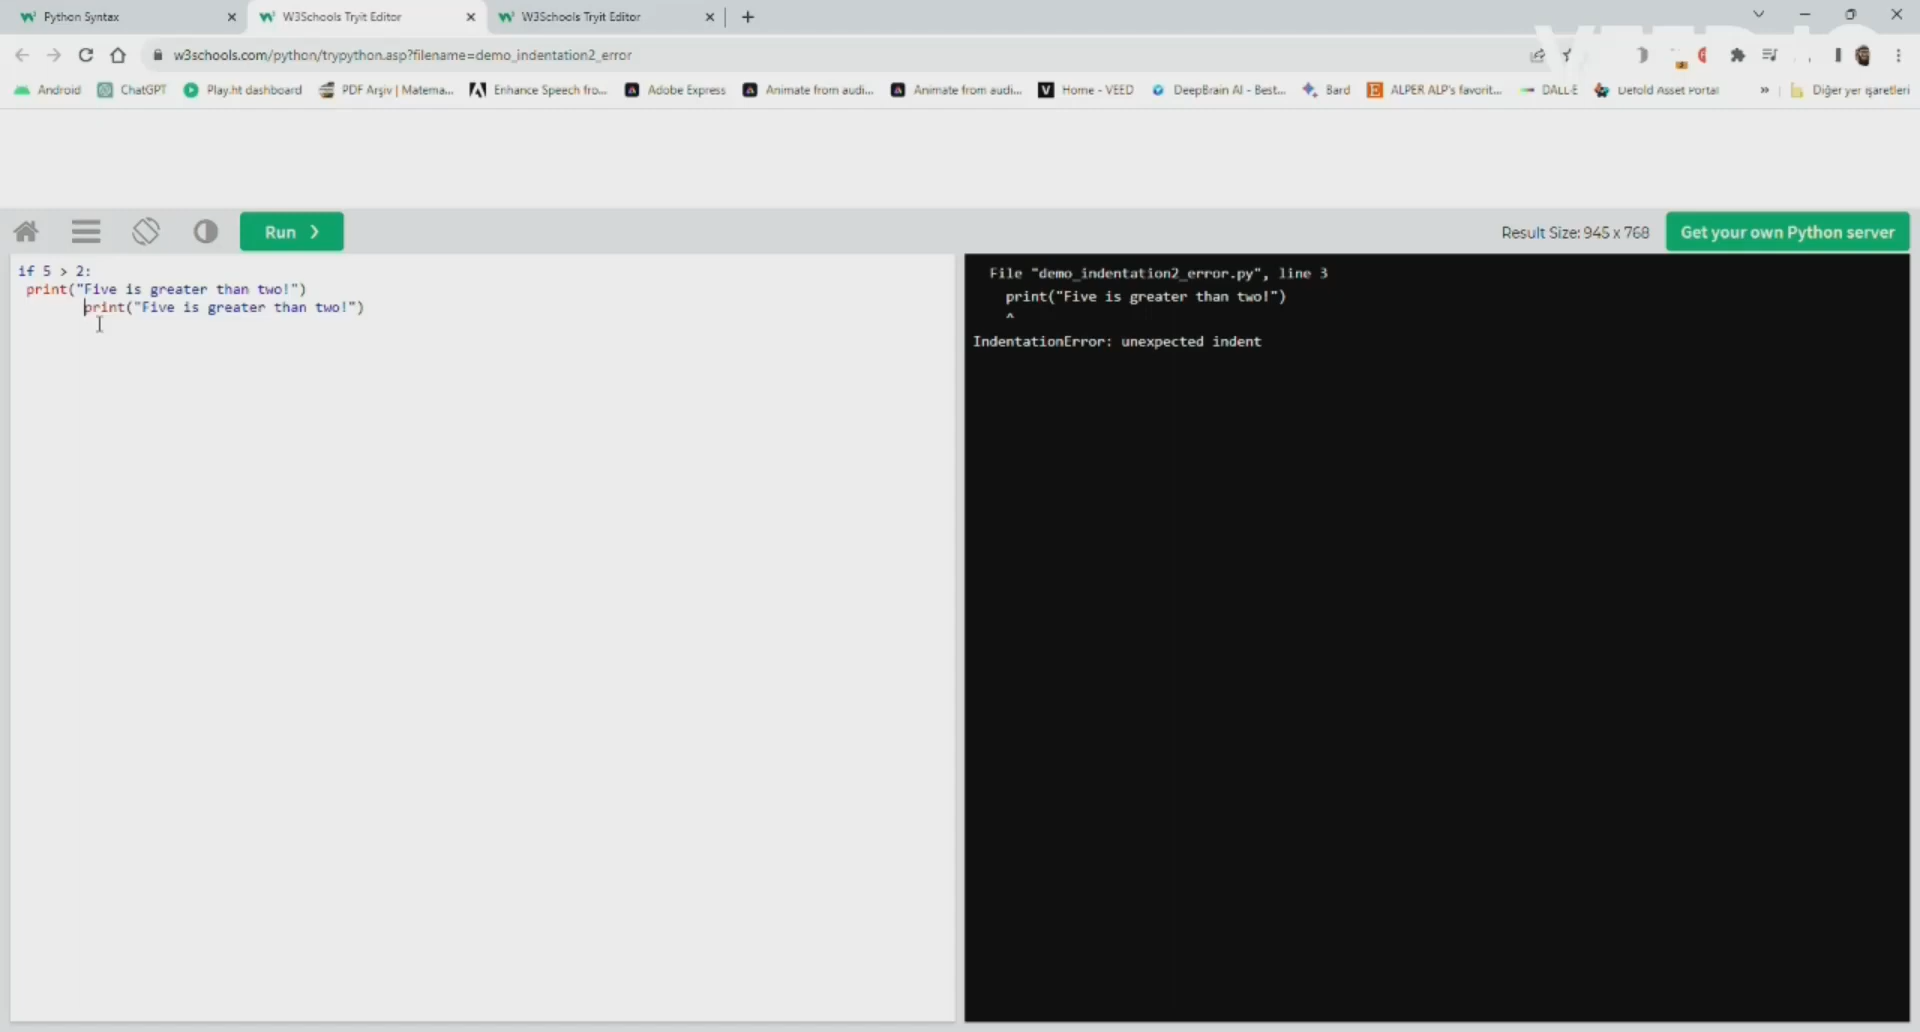 Python Syntax
W3Schools Tryit Editor
W3Schools Tryit Editor
w3schools.com/python/trypython.asp?filename=demo_indentation2_error
Android
ChatGPT
Play.ht dashboard
PDF Arşiv | Matema...
Enhance Speech fro...
Adobe Express
Animate from audi...
Animate from audi...
Home - VEED
DeepBrain AI - Best...
Bard
ALPER ALP's favorit...
DALL·E
Defold Asset Portal
»
Diğer yer işaretleri
Run ❯
Result Size: 945 x 768
Get your own Python server
if 5 > 2:
 print("Five is greater than two!")
        print("Five is greater than two!")
File "demo_indentation2_error.py", line 3
    print("Five is greater than two!")
    ^
IndentationError: unexpected indent